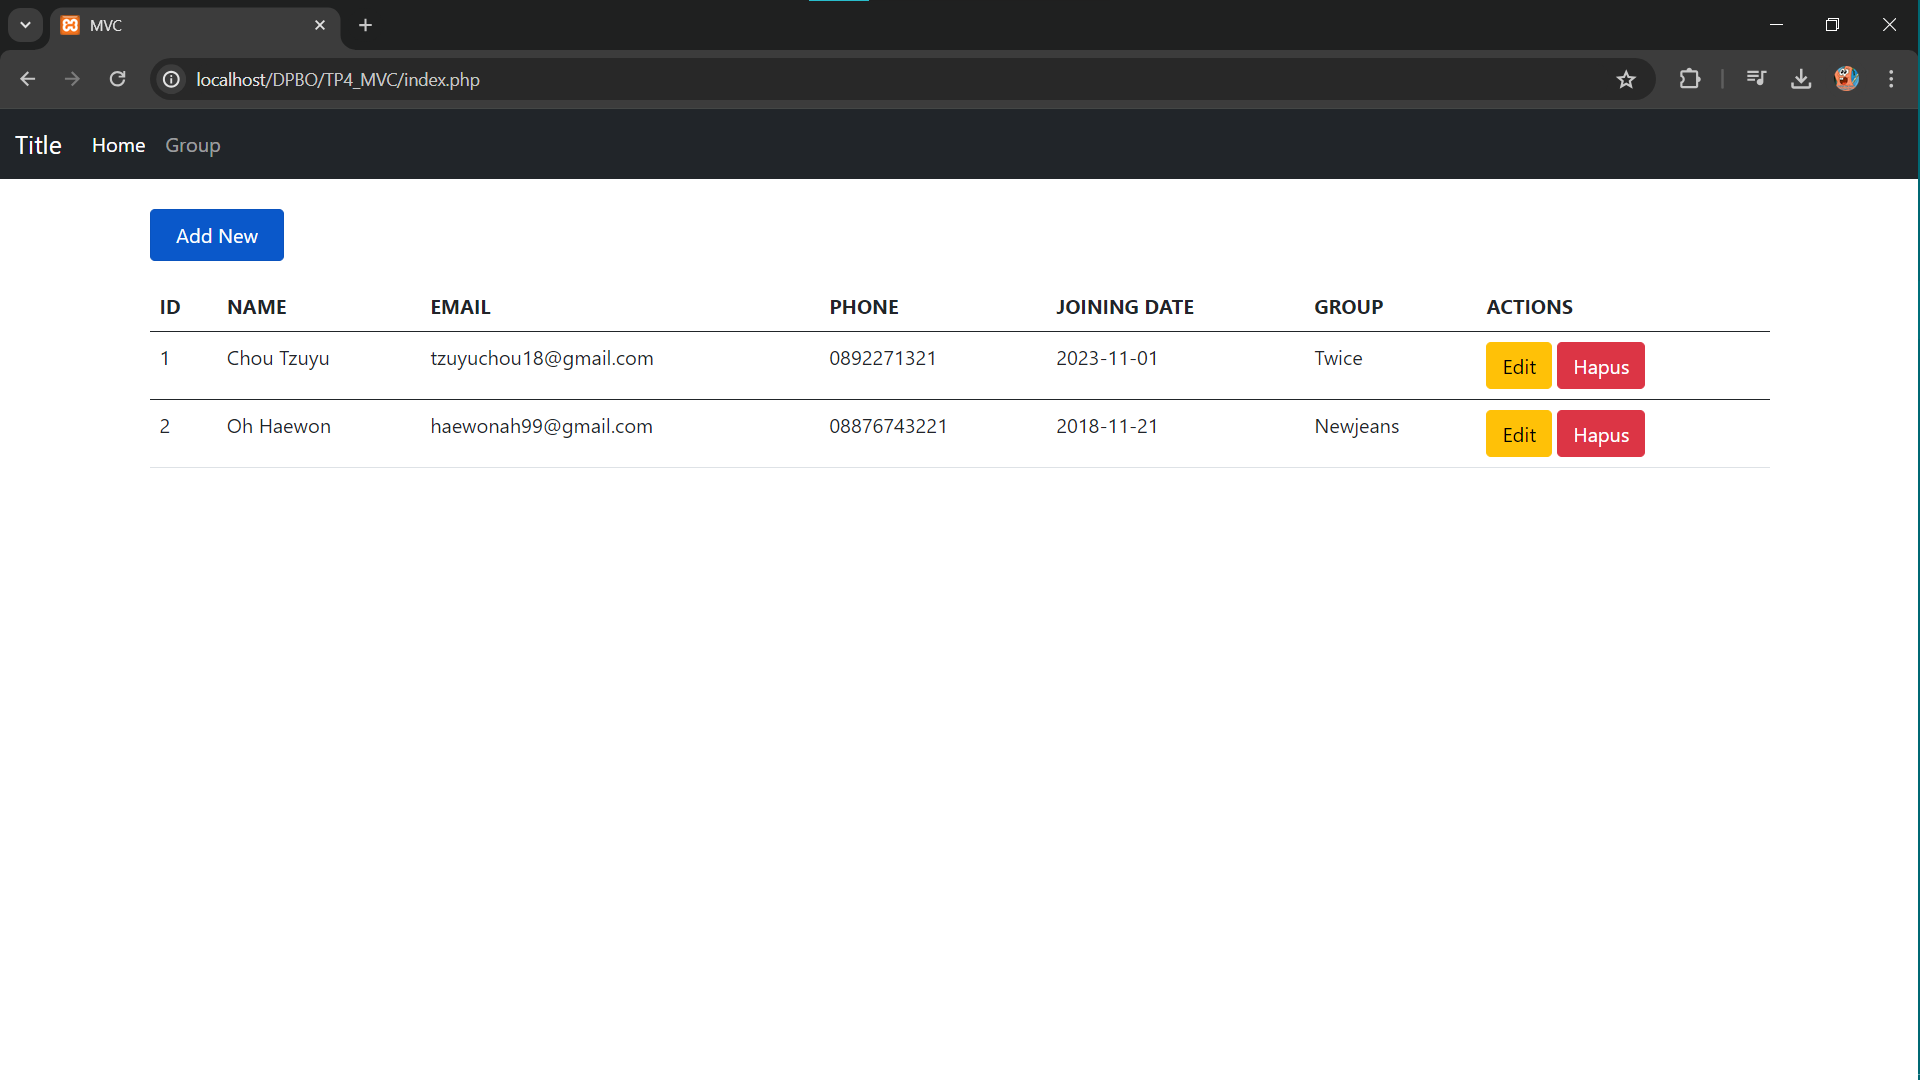 MVC
localhost/DPBO/TP4_MVC/index.php
Title Home Group
Add New
ID NAME EMAIL PHONE JOINING DATE GROUP ACTIONS
1 Chou Tzuyu tzuyuchou18@gmail.com 0892271321 2023-11-01 Twice Edit Hapus
2 Oh Haewon haewonah99@gmail.com 08876743221 2018-11-21 Newjeans Edit Hapus